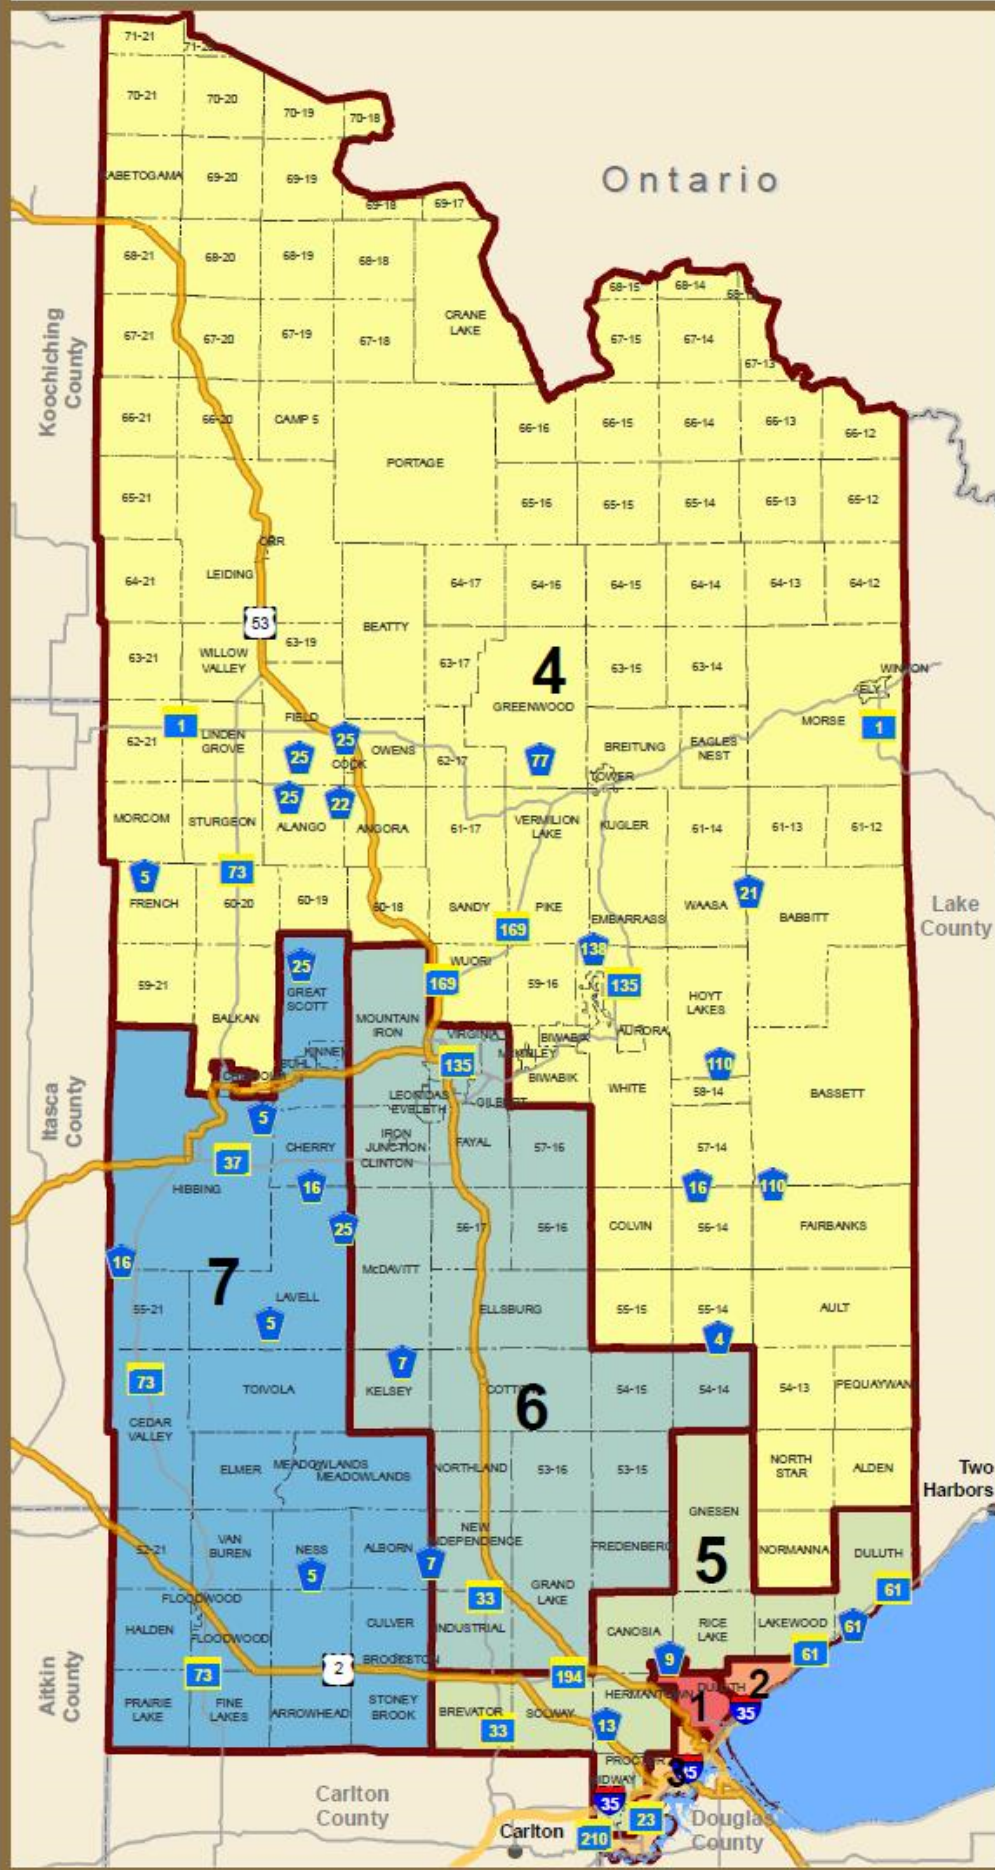 71-21
70-21
70-20
70-19
70-18
Ontario
69-20
69-19
69-18
69-17
68-21
68-20
68-19
68-18
68-15
68-14
CRANE
LAKE
Koochiching
County
67-21
67-20
67-19
67-18
67-15
67-14
67-13
66-21
66-20
CAMP 5
66-16
66-15
66-14
66-13
66-12
PORTAGE
65-21
65-16
65-15
65-14
65-13
65-12
ORR
64-21
LEIDING
64-17
64-16
64-15
64-14
64-13
64-12
53
BEATTY
63-21
WILLOW
VALLEY
63-19
63-17
4
63-15
63-14
WINTON
ELY
GREENWOOD
1
62-21
LINDEN
GROVE
FIELD
25
25
COOK
OWENS
62-17
77
BREITUNG
EAGLES
NEST
MORSE
1
TOWER
25
22
MORCOM
STURGEON
ALANGO
ANGORA
61-17
VERMILION
LAKE
KUGLER
61-14
61-13
61-12
5
73
FRENCH
60-20
60-19
60-18
SANDY
PIKE
EMBARRASS
WAASA
21
BABBITT
Lake
County
169
138
25
WUORI
169
59-21
GREAT
SCOTT
59-16
135
HOYT
LAKES
BALKAN
MOUNTAIN
IRON
VIRGINIA
AURORA
BIWABIK
McKINLEY
KINNEY
BUHL
135
BIWABIK
110
WHITE
58-14
BASSETT
LEONIDAS
EVELETH
GILBERT
Itasca
County
5
CHERRY
IRON
JUNCTION
CLINTON
FAYAL
57-16
57-14
37
HIBBING
16
16
110
25
56-17
56-16
COLVIN
56-14
FAIRBANKS
16
7
McDAVITT
LAVELL
5
55-21
ELLSBURG
55-15
55-14
AULT
4
73
TOIVOLA
7
KELSEY
COTTON
6
54-15
54-14
54-13
PEQUAYWAN
CEDAR
VALLEY
ELMER
MEADOWLANDS
MEADOWLANDS
NORTHLAND
53-16
53-15
NORTH
STAR
ALDEN
Two
Harbors
GNESEN
52-21
VAN
BUREN
NESS
5
ALBORN
7
NEW
INDEPENDENCE
FREDENBERG
5
NORMANNA
DULUTH
FLOODWOOD
33
GRAND
LAKE
61
HALDEN
FLOODWOOD
CULVER
INDUSTRIAL
CANOSIA
RICE
LAKE
LAKEWOOD
61
BROOKSTON
9
61
Aitkin
County
73
2
194
HERMANTOWN
DULUTH
2
1
35
PRAIRIE
LAKE
FINE
LAKES
ARROWHEAD
STONEY
BROOK
BREVATOR
33
SOLWAY
13
PROCTOR
3
35
MIDWAY
Carlton
County
35
23
Douglas
County
Carlton
210